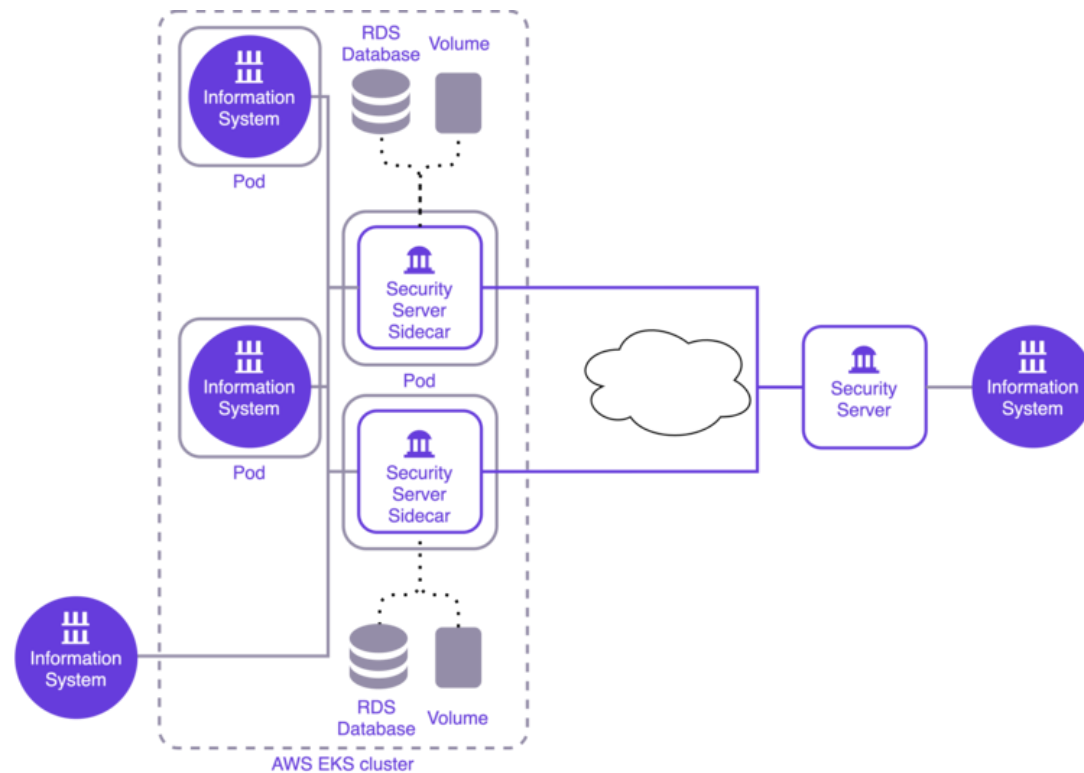 RDS
Database
Volume
Information
System
Pod
Security
Server
Sidecar
Pod
Information
System
Pod
Security
Server
Sidecar
Security
Server
Information
System
Information
System
RDS
Database
Volume
AWS EKS cluster